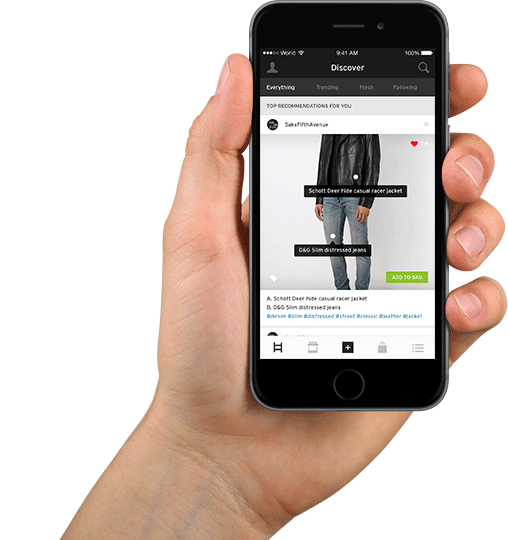 World 9:41 AM 100%
Discover
Everything Trending Fresh Following
TOP RECOMMENDATIONS FOR YOU
SaksFifthAvenue
Schott Deer hide casual racer jacket
D&G Slim distressed jeans
ADD TO BAG
A. Schott Deer hide casual racer jacket
B. D&G Slim distressed jeans
#denim #slim #distressed #street #classic #leather #jacket